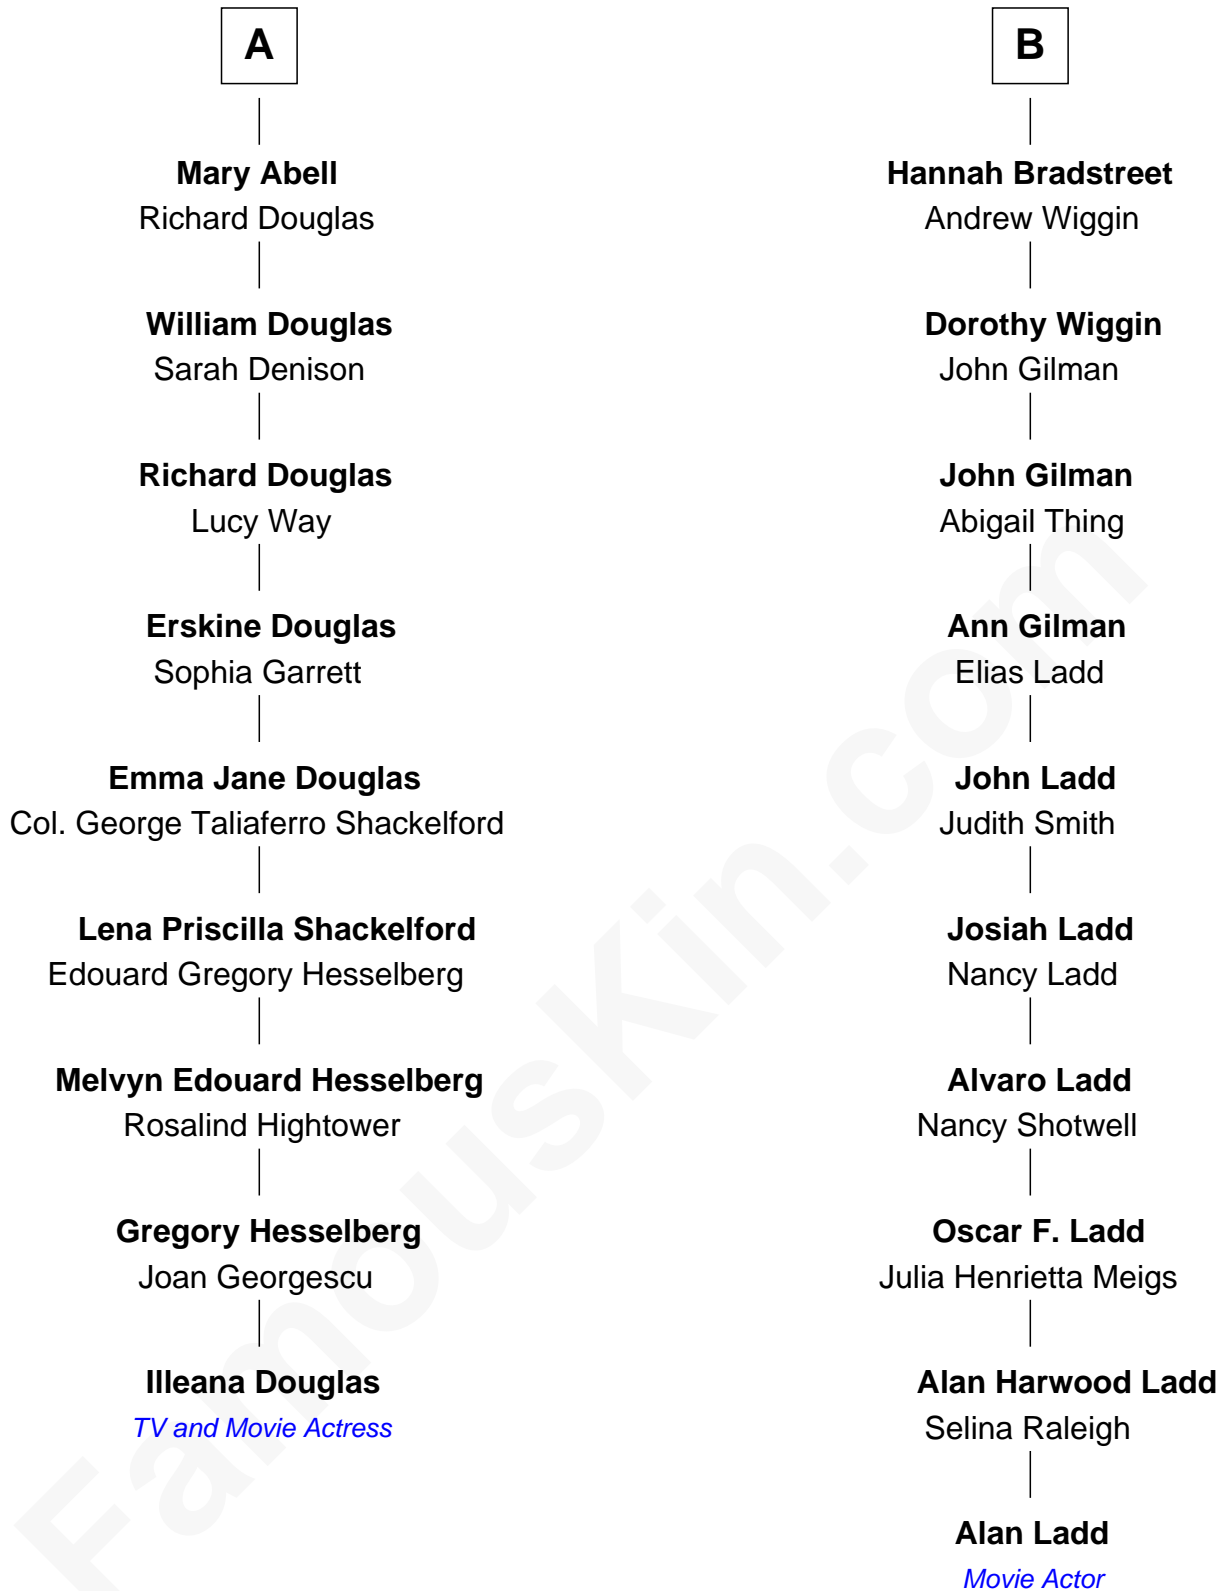 A
Mary Abell
Richard Douglas
William Douglas
Sarah Denison
Richard Douglas
Lucy Way
Erskine Douglas
Sophia Garrett
Emma Jane Douglas
Col. George Taliaferro Shackelford
Lena Priscilla Shackelford
Edouard Gregory Hesselberg
Melvyn Edouard Hesselberg
Rosalind Hightower
Gregory Hesselberg
Joan Georgescu
Illeana Douglas
TV and Movie Actress
B
Hannah Bradstreet
Andrew Wiggin
Dorothy Wiggin
John Gilman
John Gilman
Abigail Thing
Ann Gilman
Elias Ladd
John Ladd
Judith Smith
Josiah Ladd
Nancy Ladd
Alvaro Ladd
Nancy Shotwell
Oscar F. Ladd
Julia Henrietta Meigs
Alan Harwood Ladd
Selina Raleigh
Alan Ladd
Movie Actor
FamousKin.com